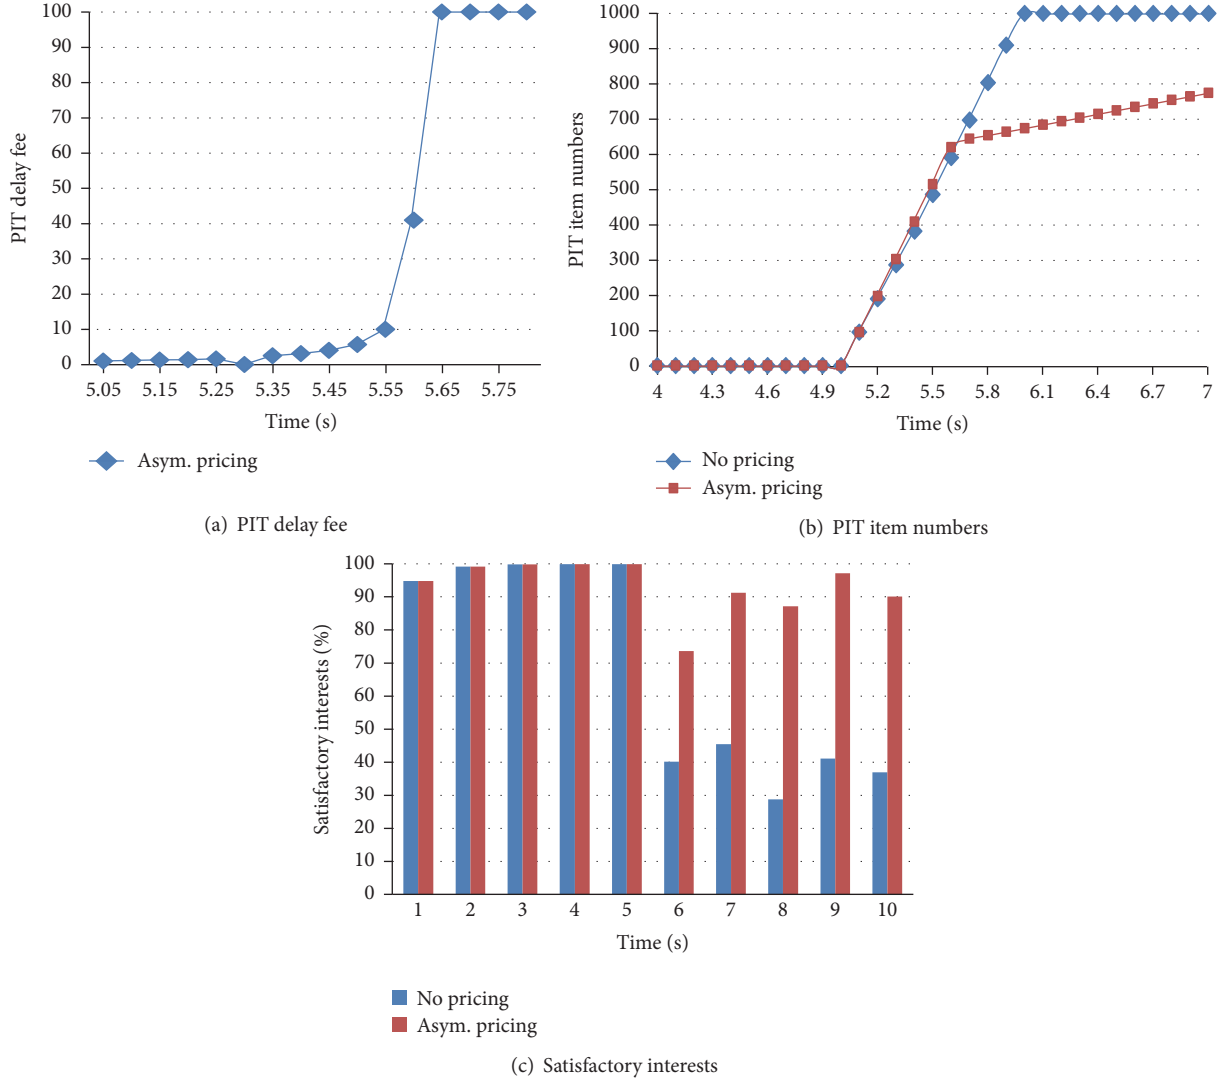 100
90
80
70
60
50
40
30
20
10
0
PIT delay fee
5.05 5.15 5.25 5.35 5.45 5.55 5.65 5.75
Time (s)
Asym. pricing
(a) PIT delay fee
1000
900
800
700
600
500
400
300
200
100
0
PIT item numbers
4 4.3 4.6 4.9 5.2 5.5 5.8 6.1 6.4 6.7 7
Time (s)
No pricing
Asym. pricing
(b) PIT item numbers
100
90
80
70
60
50
40
30
20
10
0
Satisfactory interests (%)
1 2 3 4 5 6 7 8 9 10
Time (s)
No pricing
Asym. pricing
(c) Satisfactory interests